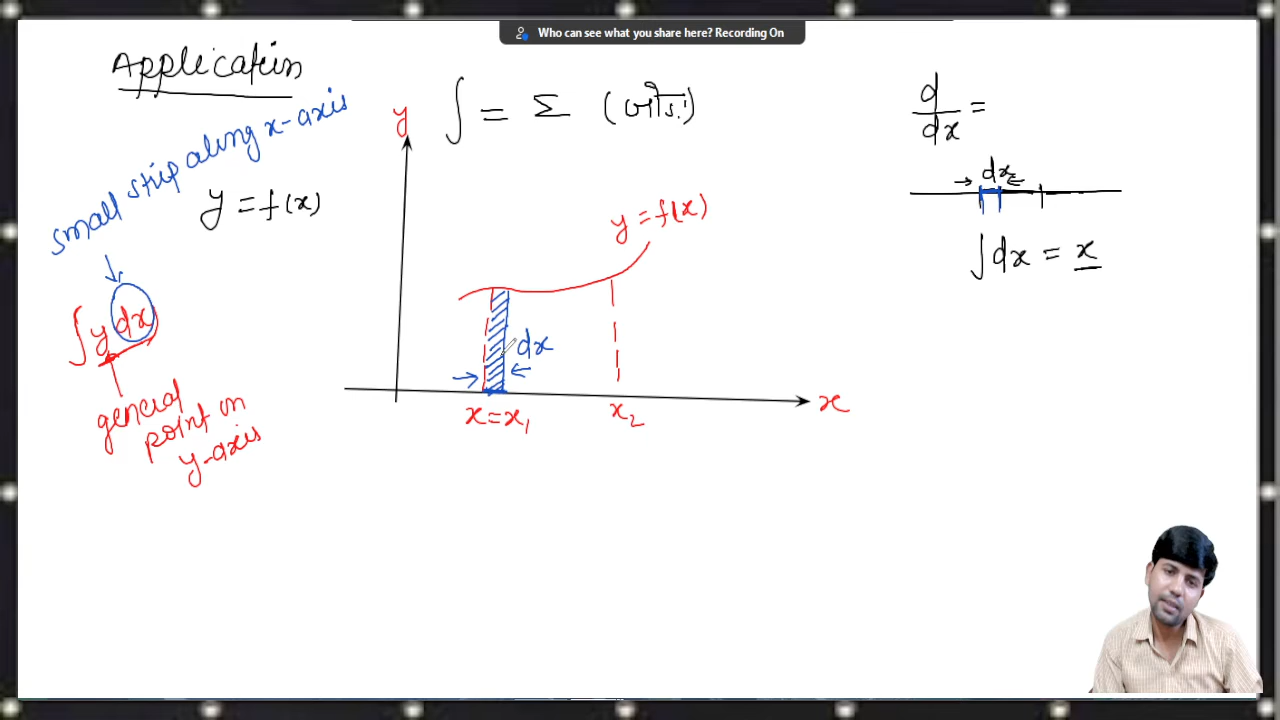 Who can see what you share here? Recording On
Application
∫ = Σ
d/dx =
small strip along x-axis
y = f(x)
y
y = f(x)
dx
∫dx = x
∫y dx
general
point on
y-axis
dx
x = x₁
x₂
x